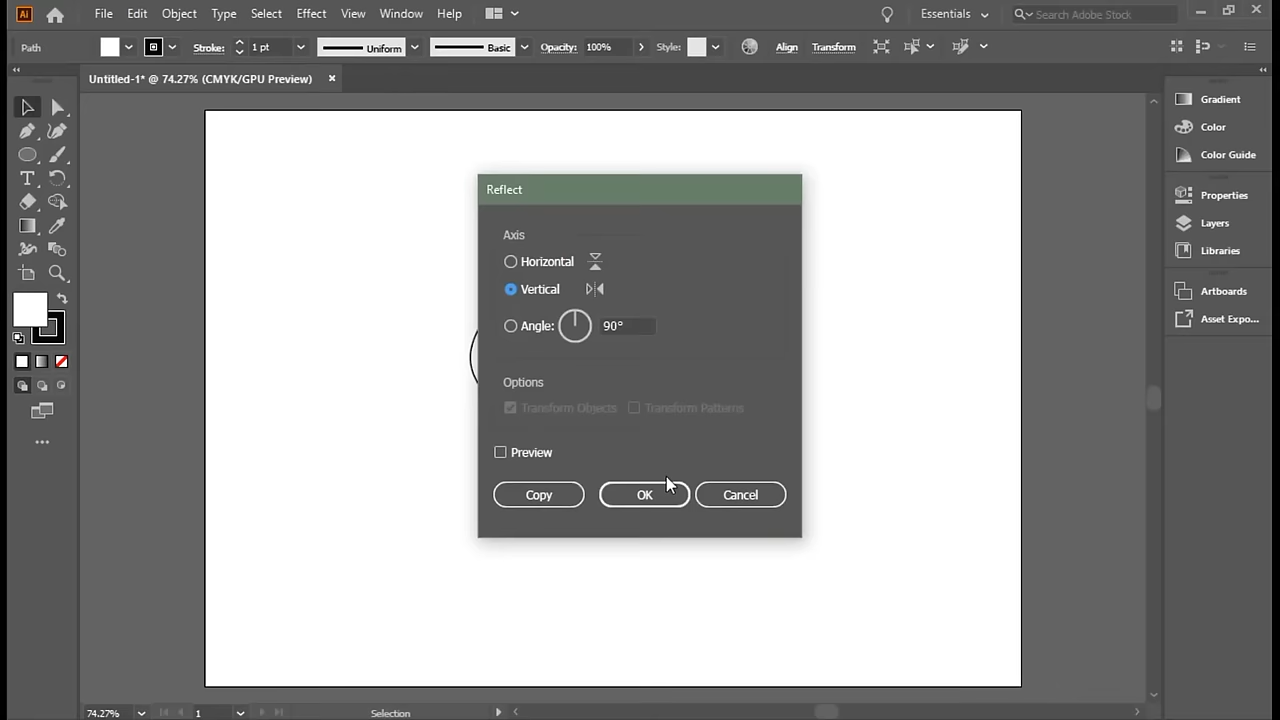 Ai File Edit Object Type Select Effect View Window Help Essentials Search Adobe Stock
Path Stroke: 1 pt Uniform Basic Opacity: 100% Style: Align Transform
Untitled-1* @ 74.27% (CMYK/GPU Preview)
Gradient
Color
Color Guide
Properties
Layers
Libraries
Artboards
Asset Expo...
Reflect
Axis
Horizontal
Vertical
Angle: 90°
Options
Transform Objects Transform Patterns
Preview
Copy OK Cancel
74.27% 1 Selection